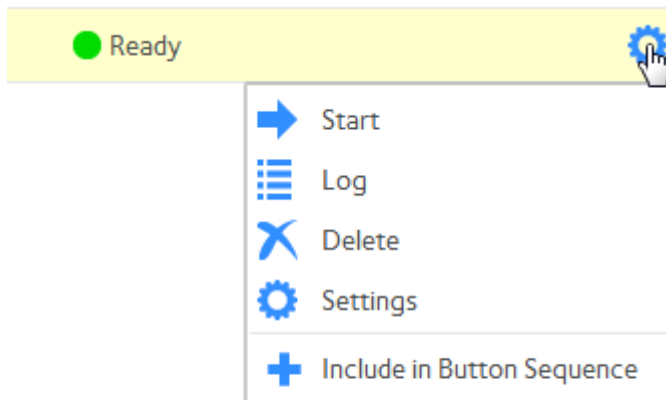 Ready
Start
Log
Delete
Settings
Include in Button Sequence